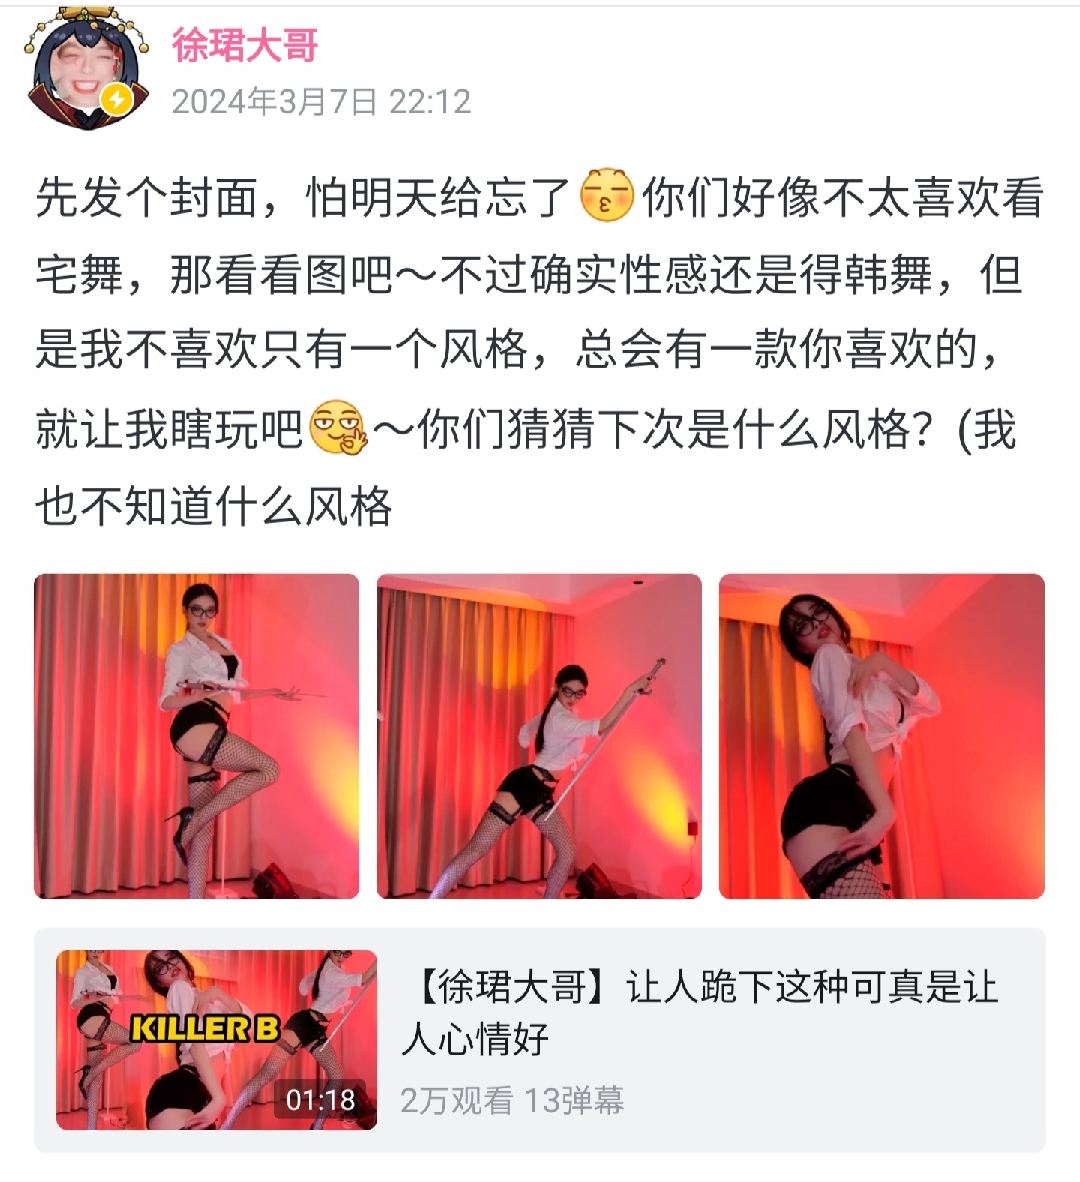 徐珺大哥
2024年3月7日 22:12
先发个封面，怕明天给忘了你们好像不太喜欢看
宅舞，那看看图吧～不过确实性感还是得韩舞，但
是我不喜欢只有一个风格，总会有一款你喜欢的，
就让我瞎玩吧～你们猜猜下次是什么风格？(我
也不知道什么风格
KILLER B
01:18
【徐珺大哥】让人跪下这种可真是让
人心情好
2万观看 13弹幕